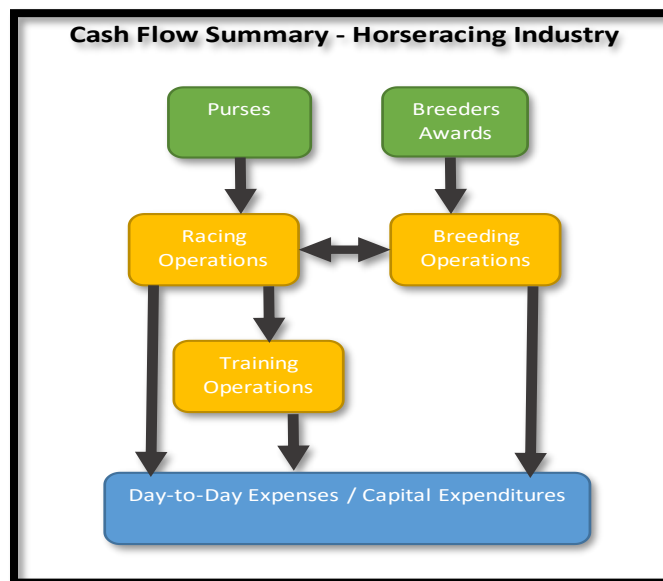 Cash Flow Summary - Horseracing Industry
Purses
Breeders
Awards
Racing
Operations
Breeding
Operations
Training
Operations
Day-to-Day Expenses / Capital Expenditures